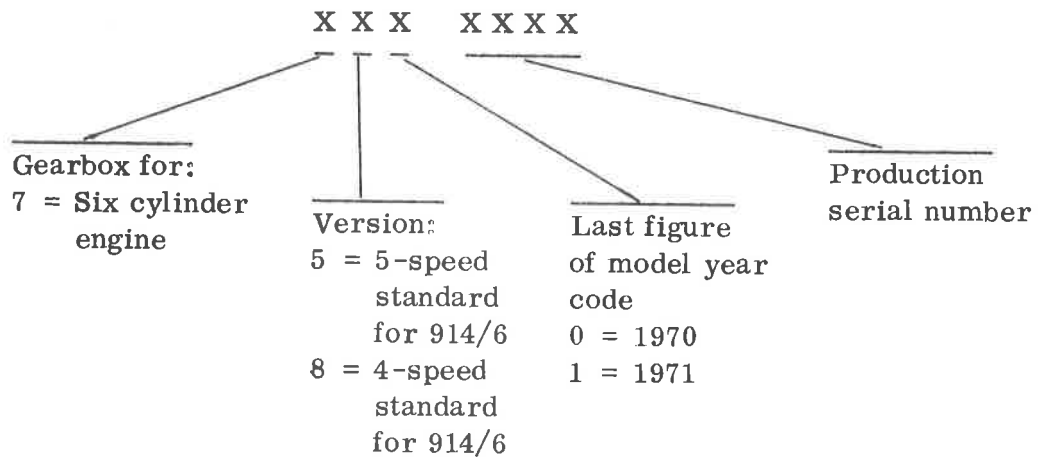 X X X X X X X
Gearbox for:
7 = Six cylinder
engine
Version:
5 = 5-speed
standard
for 914/6
8 = 4-speed
standard
for 914/6
Last figure
of model year
code
0 = 1970
1 = 1971
Production
serial number